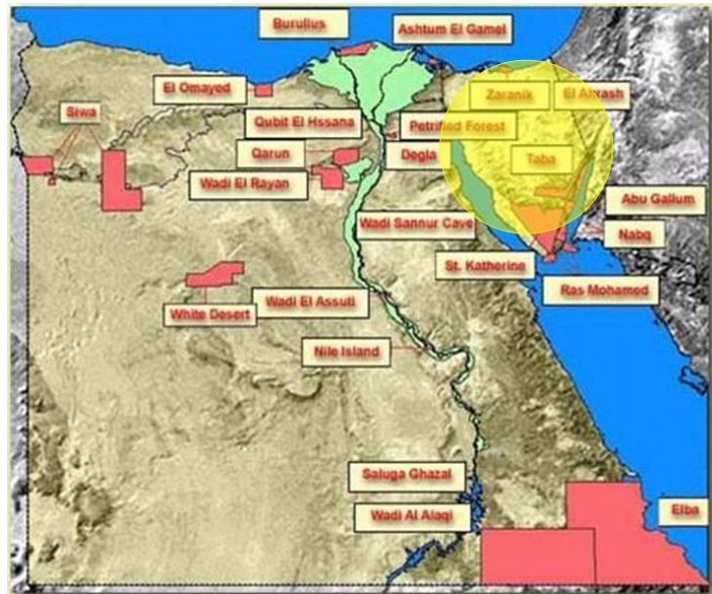 Burullus
Ashtum El Gamel
El Omayed
Zaranik
El Ahrash
Siwa
Qubit El Hssana
Petrified Forest
Qarun
Degla
Taba
Wadi El Rayan
Abu Gallum
Wadi Sannur Cave
Nabq
St. Katherine
Ras Mohamed
White Desert
Wadi El Assuti
Nile Island
Saluga Ghazal
Wadi Al Alaqi
Elba